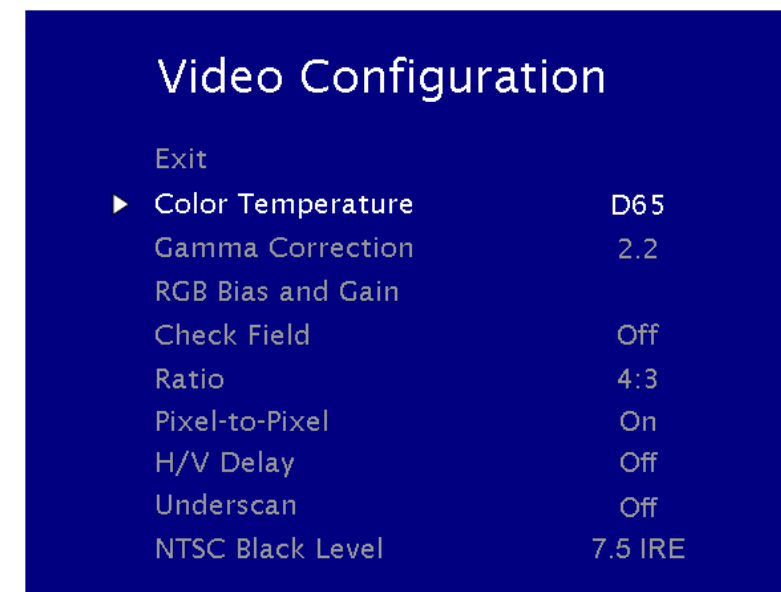 Video Configuration
Exit
Color Temperature D65
Gamma Correction 2.2
RGB Bias and Gain
Check Field Off
Ratio 4:3
Pixel-to-Pixel On
H/V Delay Off
Underscan Off
NTSC Black Level 7.5 IRE